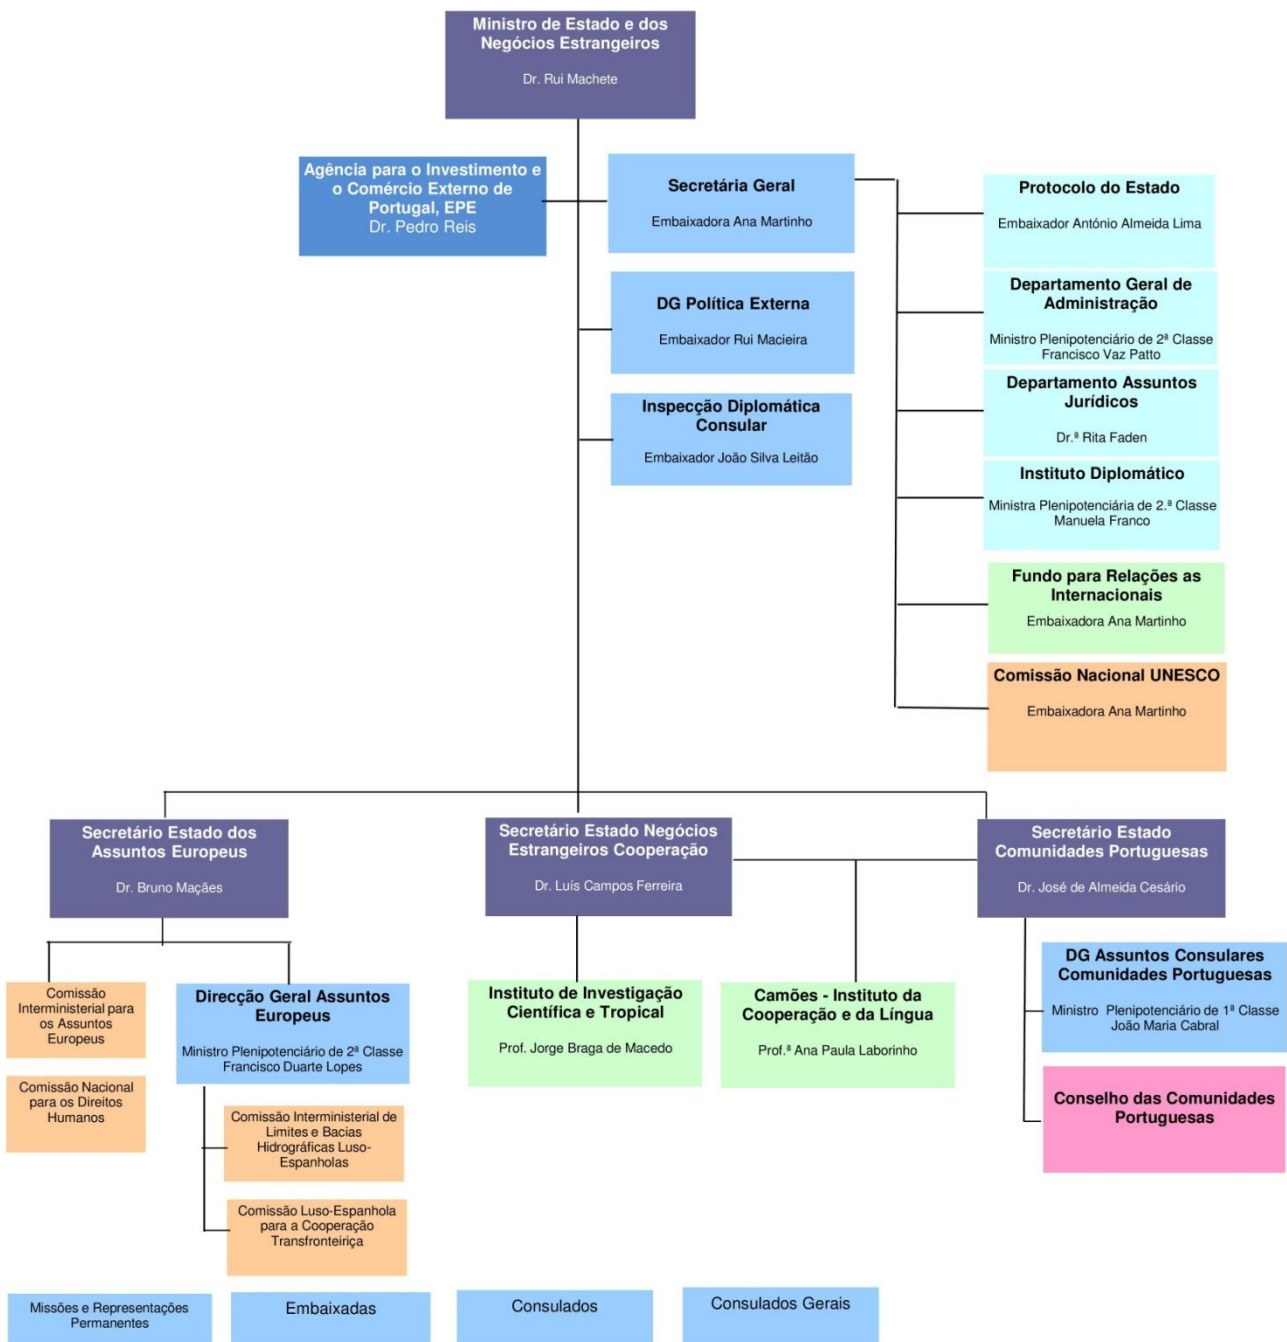 Ministro de Estado e dos
Negócios Estrangeiros
Dr. Rui Machete
Agência para o Investimento e
o Comércio Externo de
Portugal, EPE
Dr. Pedro Reis
Secretária Geral
Embaixadora Ana Martinho
DG Política Externa
Embaixador Rui Macieira
Inspecção Diplomática
Consular
Embaixador João Silva Leitão
Protocolo do Estado
Embaixador António Almeida Lima
Departamento Geral de
Administração
Ministro Plenipotenciário de 2ª Classe
Francisco Vaz Patto
Departamento Assuntos
Jurídicos
Dr.ª Rita Faden
Instituto Diplomático
Ministra Plenipotenciária de 2.ª Classe
Manuela Franco
Fundo para Relações as
Internacionais
Embaixadora Ana Martinho
Comissão Nacional UNESCO
Embaixadora Ana Martinho
Secretário Estado dos
Assuntos Europeus
Dr. Bruno Maçães
Secretário Estado Negócios
Estrangeiros Cooperação
Dr. Luís Campos Ferreira
Secretário Estado
Comunidades Portuguesas
Dr. José de Almeida Cesário
Comissão
Interministerial para
os Assuntos
Europeus
Comissão Nacional
para os Direitos
Humanos
Direcção Geral Assuntos
Europeus
Ministro Plenipotenciário de 2ª Classe
Francisco Duarte Lopes
Comissão Interministerial de
Limites e Bacias
Hidrográficas Luso-
Espanholas
Comissão Luso-Espanhola
para a Cooperação
Transfronteiriça
Instituto de Investigação
Científica e Tropical
Prof. Jorge Braga de Macedo
Camões - Instituto da
Cooperação e da Língua
Prof.ª Ana Paula Laborinho
DG Assuntos Consulares
Comunidades Portuguesas
Ministro Plenipotenciário de 1ª Classe
João Maria Cabral
Conselho das Comunidades
Portuguesas
Missões e Representações
Permanentes
Embaixadas
Consulados
Consulados Gerais